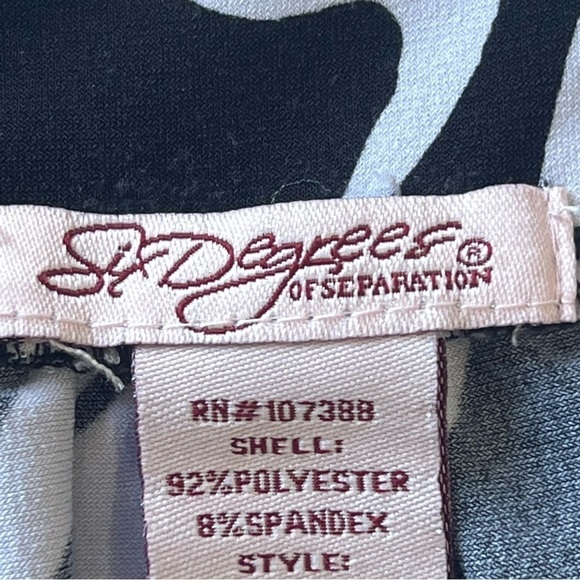 Six Degrees®
OF SEPARATION
RN#107388
SHELL:
92%POLYESTER
8%SPANDEX
STYLE: